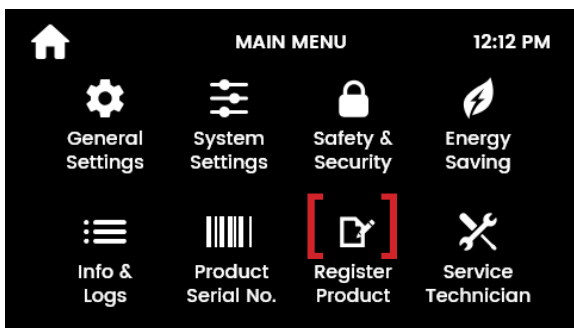 MAIN MENU 12:12 PM
General Settings
System Settings
Safety & Security
Energy Saving
Info & Logs
Product Serial No.
Register Product
Service Technician